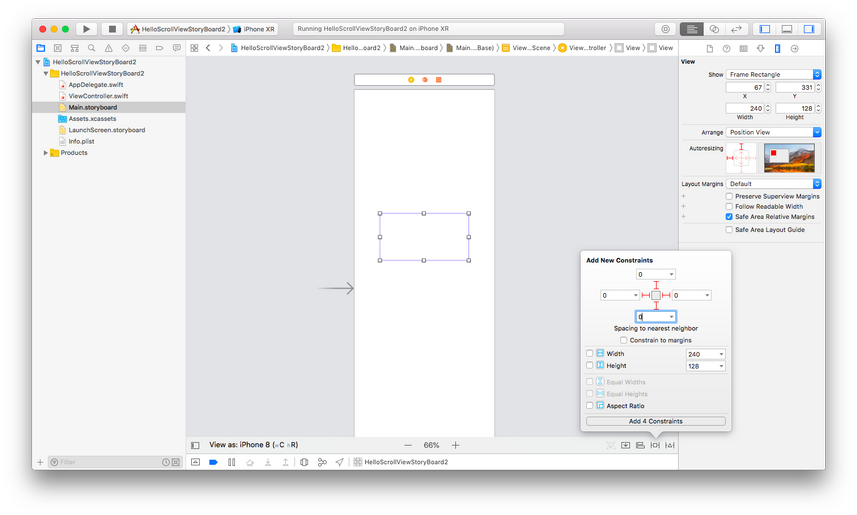 HelloScrollViewStoryBoard2 〉 iPhone XR
Running HelloScrollViewStoryBoard2 on iPhone XR
HelloScrollViewStoryBoard2 〉 Hello...oard2 〉 Main....board 〉 Main....Base) 〉 View...Scene 〉 View...troller 〉 View 〉 View
HelloScrollViewStoryBoard2
HelloScrollViewStoryBoard2
AppDelegate.swift
ViewController.swift
Main.storyboard
Assets.xcassets
LaunchScreen.storyboard
Info.plist
Products
View
Show Frame Rectangle
67 331
X Y
240 128
Width Height
Arrange Position View
Autoresizing
Layout Margins Default
Preserve Superview Margins
Follow Readable Width
Safe Area Relative Margins
Safe Area Layout Guide
Add New Constraints
0
0 0
0
Spacing to nearest neighbor
Constrain to margins
Width 240
Height 128
Equal Widths
Equal Heights
Aspect Ratio
Add 4 Constraints
View as: iPhone 8 (wC hR) — 66% +
Filter
HelloScrollViewStoryBoard2